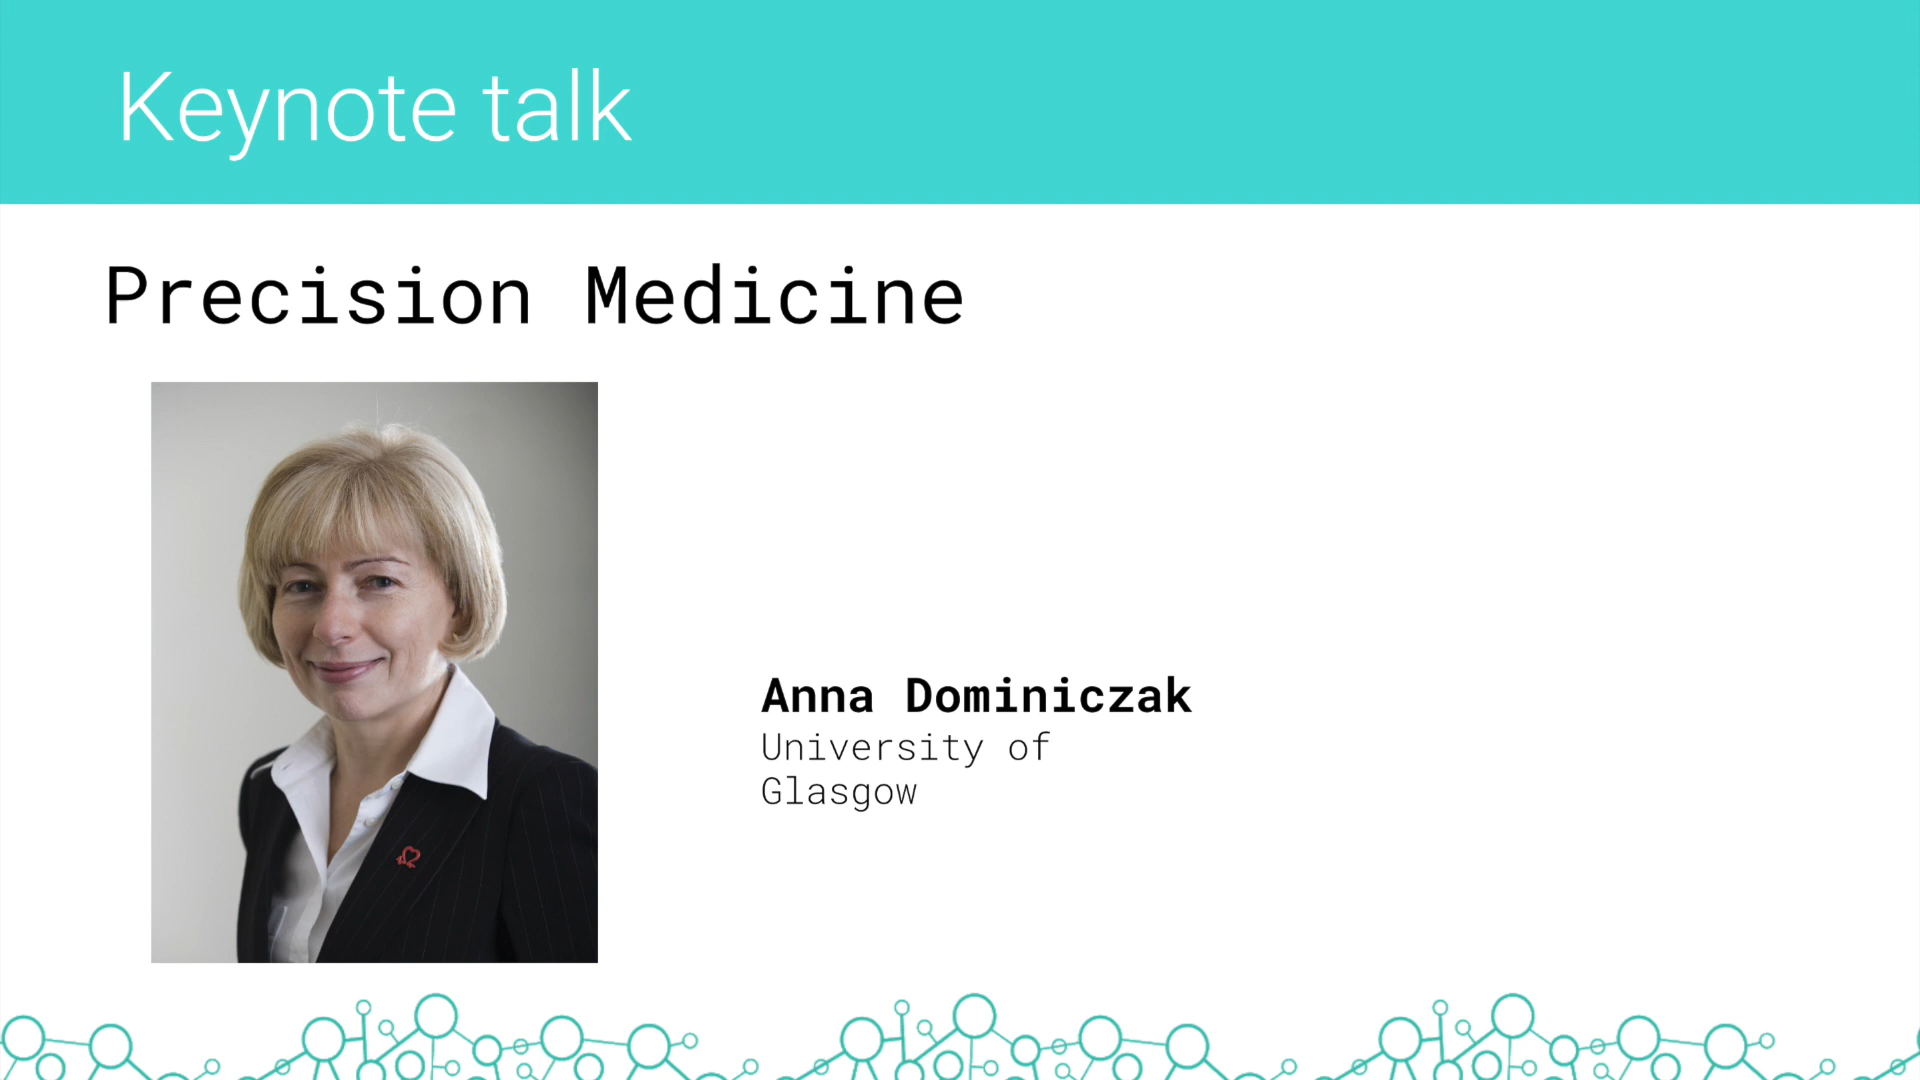 Keynote talk
Precision Medicine
Anna Dominiczak
University of
Glasgow